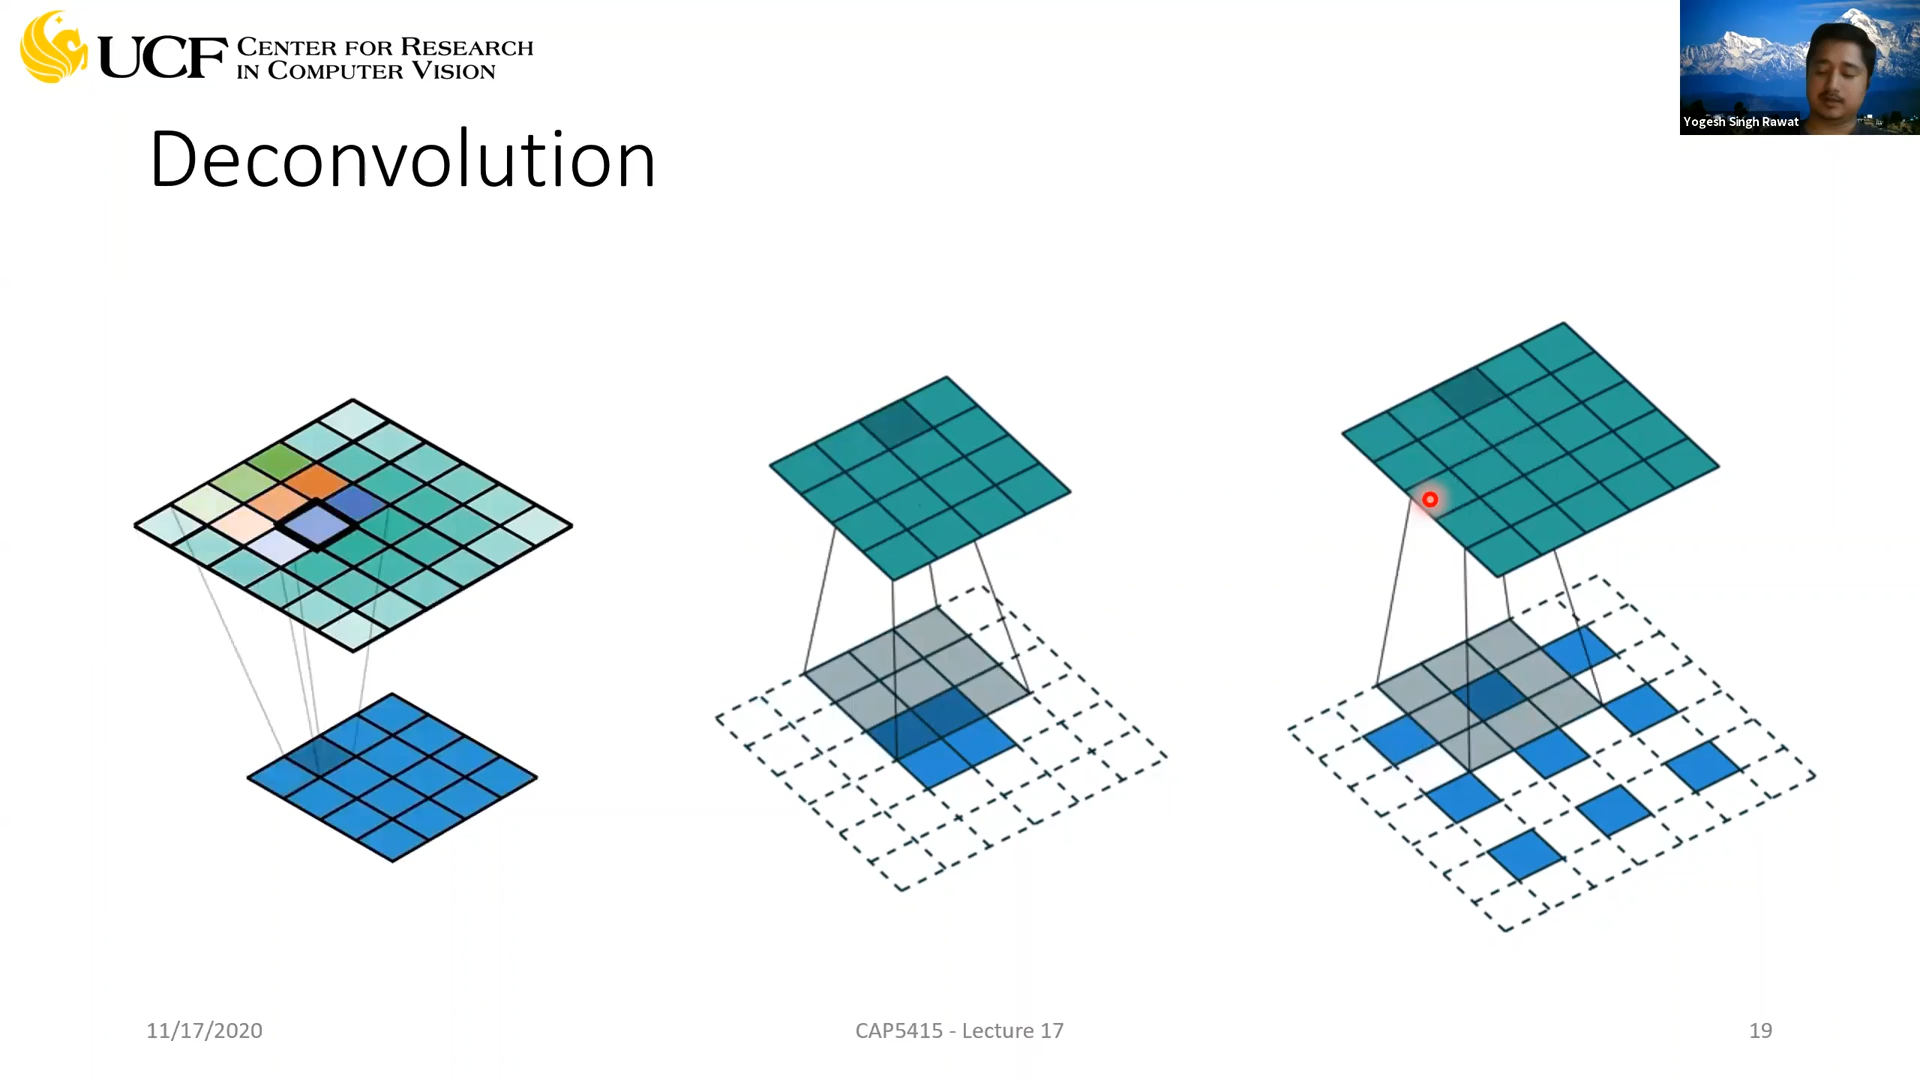 UCF CENTER FOR RESEARCH
IN COMPUTER VISION
Yogesh Singh Rawat
Deconvolution
11/17/2020
CAP5415 - Lecture 17
19